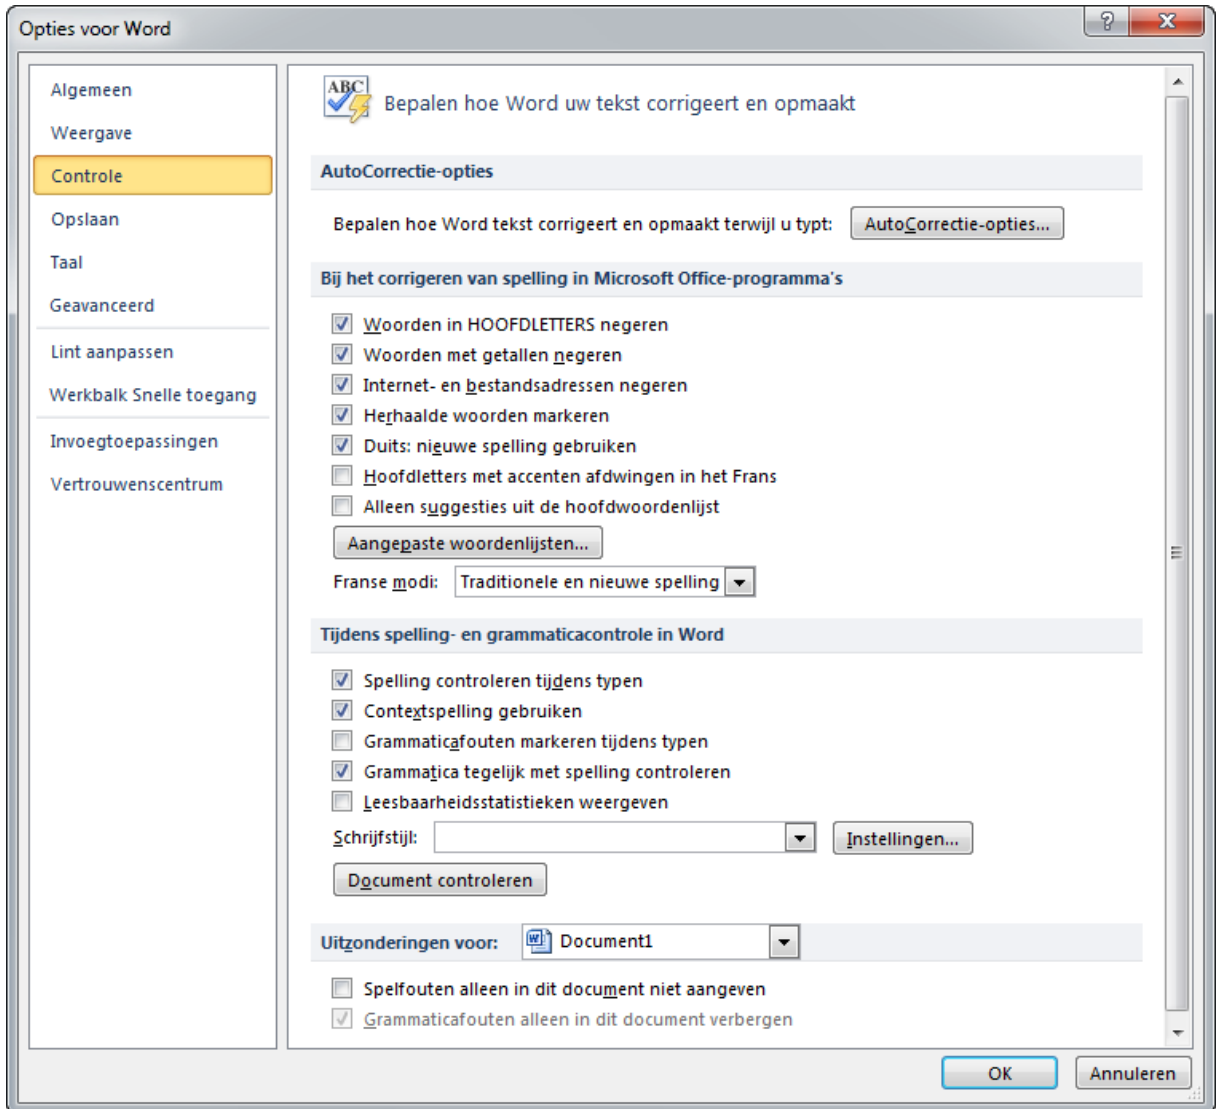 Opties voor Word
Algemeen
Weergave
Controle
Opslaan
Taal
Geavanceerd
Lint aanpassen
Werkbalk Snelle toegang
Invoegtoepassingen
Vertrouwenscentrum
ABC
Bepalen hoe Word uw tekst corrigeert en opmaakt
AutoCorrectie-opties
Bepalen hoe Word tekst corrigeert en opmaakt terwijl u typt: AutoCorrectie-opties...
Bij het corrigeren van spelling in Microsoft Office-programma's
Woorden in HOOFDLETTERS negeren
Woorden met getallen negeren
Internet- en bestandsadressen negeren
Herhaalde woorden markeren
Duits: nieuwe spelling gebruiken
Hoofdletters met accenten afdwingen in het Frans
Alleen suggesties uit de hoofdwoordenlijst
Aangepaste woordenlijsten...
Franse modi: Traditionele en nieuwe spelling
Tijdens spelling- en grammaticacontrole in Word
Spelling controleren tijdens typen
Contextspelling gebruiken
Grammaticafouten markeren tijdens typen
Grammatica tegelijk met spelling controleren
Leesbaarheidsstatistieken weergeven
Schrijfstijl: Instellingen...
Document controleren
Uitzonderingen voor: Document1
Spelfouten alleen in dit document niet aangeven
Grammaticafouten alleen in dit document verbergen
OK Annuleren